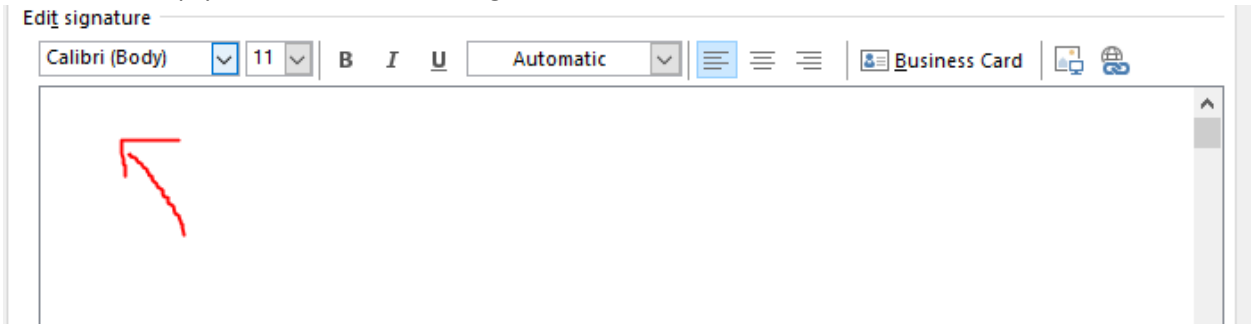 Edit signature
Calibri (Body) 11 B I U Automatic Business Card